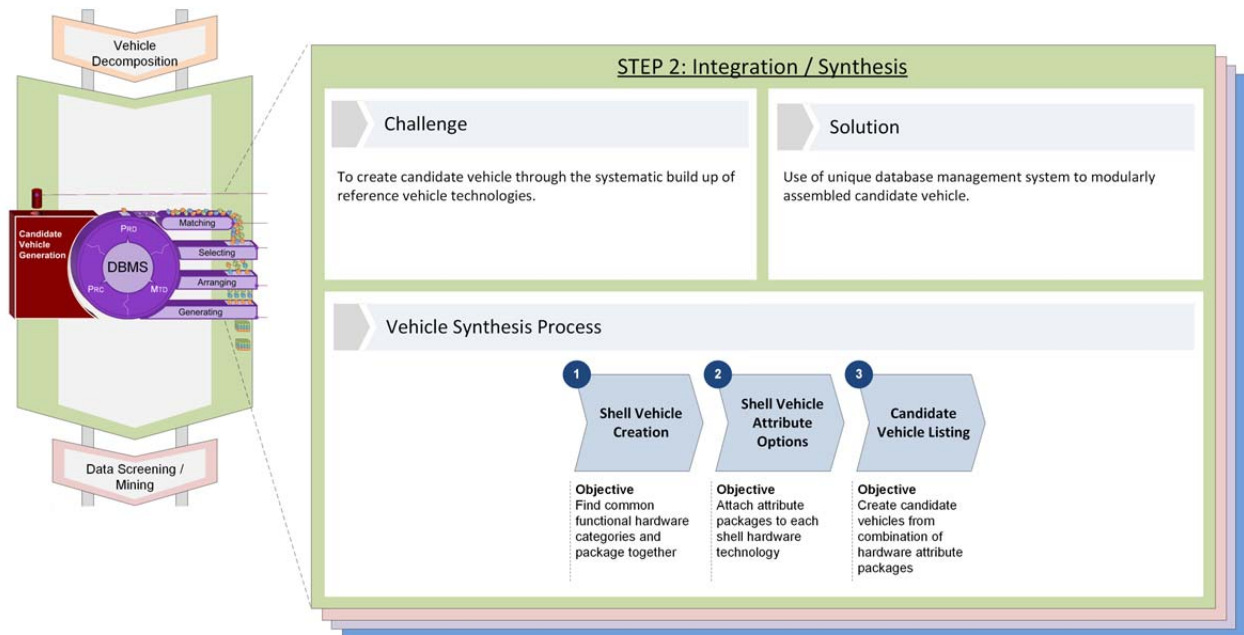 Vehicle
Decomposition
Candidate
Vehicle
Generation
PRD
DBMS
PRC
MTD
Matching
Selecting
Arranging
Generating
Data Screening /
Mining
STEP 2: Integration / Synthesis
Challenge
To create candidate vehicle through the systematic build up of
reference vehicle technologies.
Solution
Use of unique database management system to modularly
assembled candidate vehicle.
Vehicle Synthesis Process
1
Shell Vehicle
Creation
Objective
Find common
functional hardware
categories and
package together
2
Shell Vehicle
Attribute
Options
Objective
Attach attribute
packages to each
shell hardware
technology
3
Candidate
Vehicle Listing
Objective
Create candidate
vehicles from
combination of
hardware attribute
packages